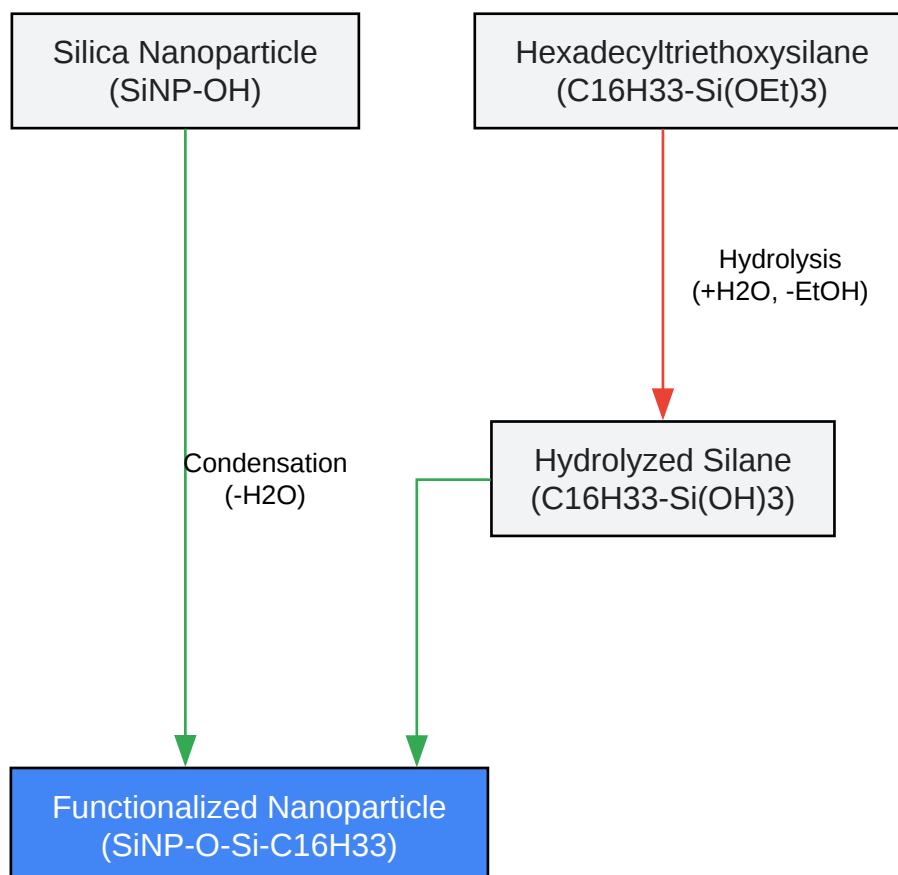 Silica Nanoparticle
(SiNP-OH)
Hexadecyltriethoxysilane
(C16H33-Si(OEt)3)
Hydrolysis
(+H2O, -EtOH)
Condensation
(-H2O)
Hydrolyzed Silane
(C16H33-Si(OH)3)
Functionalized Nanoparticle
(SiNP-O-Si-C16H33)